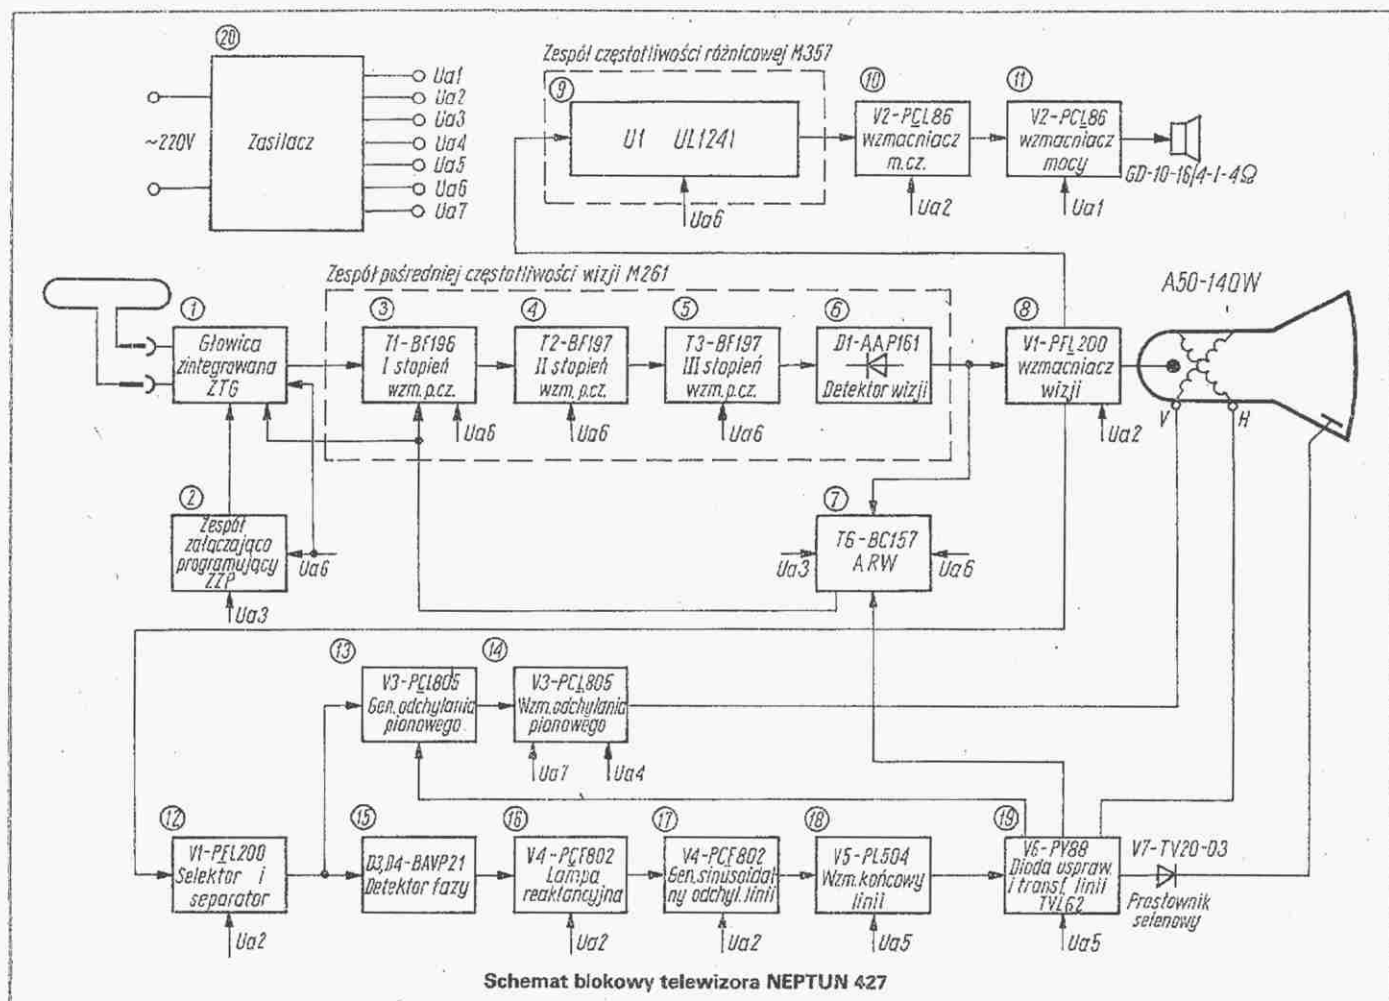 20
Zasilacz
~220V
Ua1
Ua2
Ua3
Ua4
Ua5
Ua6
Ua7
Zespół częstotliwości różnicowej M357
9
U1 UL1241
Ua6
10
V2-PCL86
wzmacniacz
m.cz.
Ua2
11
V2-PCL86
wzmacniacz
mocy
Ua1
GD-10-16/4-1-4Ω
Zespół pośredniej częstotliwości wizji M261
1
Głowica
zintegrowana
ZTG
3
T1-BF196
I stopień
wzm.p.cz.
Ua6
4
T2-BF197
II stopień
wzm.p.cz.
Ua6
5
T3-BF197
III stopień
wzm.p.cz.
Ua6
6
D1-AAP161
Detektor wizji
8
V1-PFL200
wzmacniacz
wizji
Ua2
A50-140W
V
H
2
Zespół
załączająco
programujący
ZZP
Ua6
Ua3
7
T6-BC157
ARW
Ua3
Ua6
13
V3-PCL805
Gen.odchylania
pionowego
14
V3-PCL805
Wzm.odchylania
pionowego
Ua7
Ua4
12
V1-PFL200
Selektor i
separator
Ua2
15
D3,D4-BAVP21
Detektor fazy
16
V4-PCF802
Lampa
reaktancyjna
Ua2
17
V4-PCF802
Gen.sinusoidal
ny odchyl.linii
Ua2
18
V5-PL504
Wzm.końcowy
linii
Ua5
19
V6-PY88
Dioda uspraw.
i transf. linii
TVL62
Ua5
V7-TV20-03
Prostownik
selenowy
Schemat blokowy telewizora NEPTUN 427